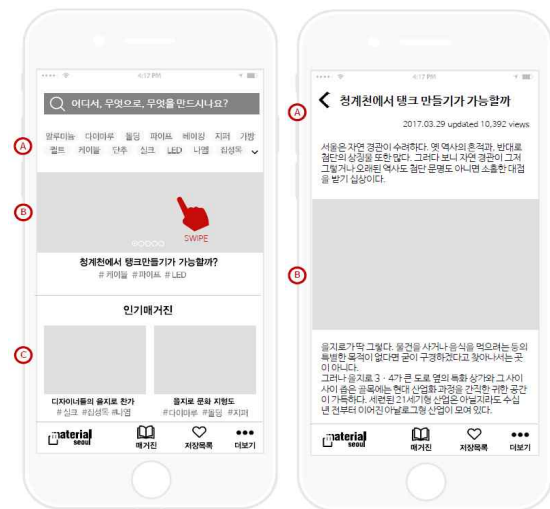 4:17 PM
어디서, 무엇으로, 무엇을 만드시나요?
A
알루미늄 다이마루 몰딩 파이프 베어링 지퍼 가방
퀼트 케이블 단추 싱크 LED 나염 집성목
B
SWIPE
청계천에서 탱크만들기가 가능할까?
# 케이블 # 파이프 # LED
인기매거진
C
디자이너들의 을지로 찬가
#싱크 #집성목 #나염
을지로 문화 지형도
#다이마루 #몰딩 #지퍼
material
seoul
매거진
저장목록
더보기
4:17 PM
A
청계천에서 탱크 만들기가 가능할까
2017.03.29 updated 10,392 views
서울은 자연 경관이 수려하다. 옛 역사의 흔적과, 반대로
첨단의 상징물 또한 많다. 그러다 보니 자연 경관이 그저
그렇거나 오래된 역사도 첨단 문명도 아니면 소홀한 대접
을 받기 십상이다.
B
을지로가 딱 그렇다. 물건을 사거나 음식을 먹으려는 등의
특별한 목적이 없다면 굳이 구경하겠다고 찾아나서는 곳
이 아니다.
그러나 을지로 3 · 4가 큰 도로 옆의 특화 상가와 그 사이
사이 좁은 골목에는 현대 산업화 과정을 간직한 귀한 공간
이 가득하다. 세련된 21세기형 산업은 아닐지라도 수십
년 전부터 이어진 아날로그형 산업이 모여 있다.
material
seoul
매거진
저장목록
더보기